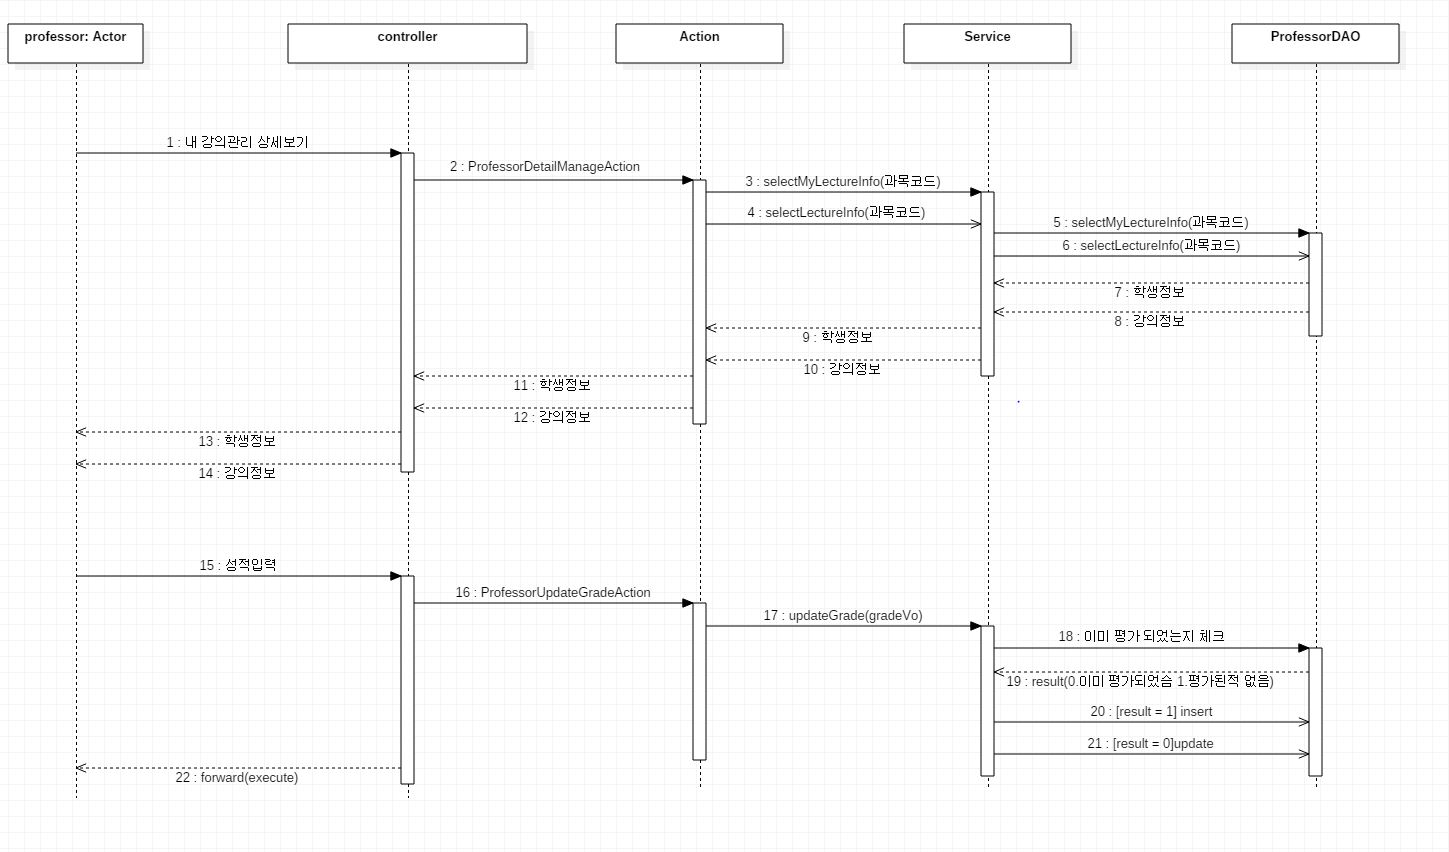 professor: Actor
controller
Action
Service
ProfessorDAO
1 : 내 강의관리 상세보기
2 : ProfessorDetailManageAction
3 : selectMyLectureInfo(과목코드)
4 : selectLectureInfo(과목코드)
5 : selectMyLectureInfo(과목코드)
6 : selectLectureInfo(과목코드)
7 : 학생정보
8 : 강의정보
9 : 학생정보
10 : 강의정보
11 : 학생정보
12 : 강의정보
13 : 학생정보
14 : 강의정보
15 : 성적입력
16 : ProfessorUpdateGradeAction
17 : updateGrade(gradeVo)
18 : 이미 평가 되었는지 체크
19 : result(0.이미 평가되었슴 1.평가된적 없음)
20 : [result = 1] insert
21 : [result = 0]update
22 : forward(execute)